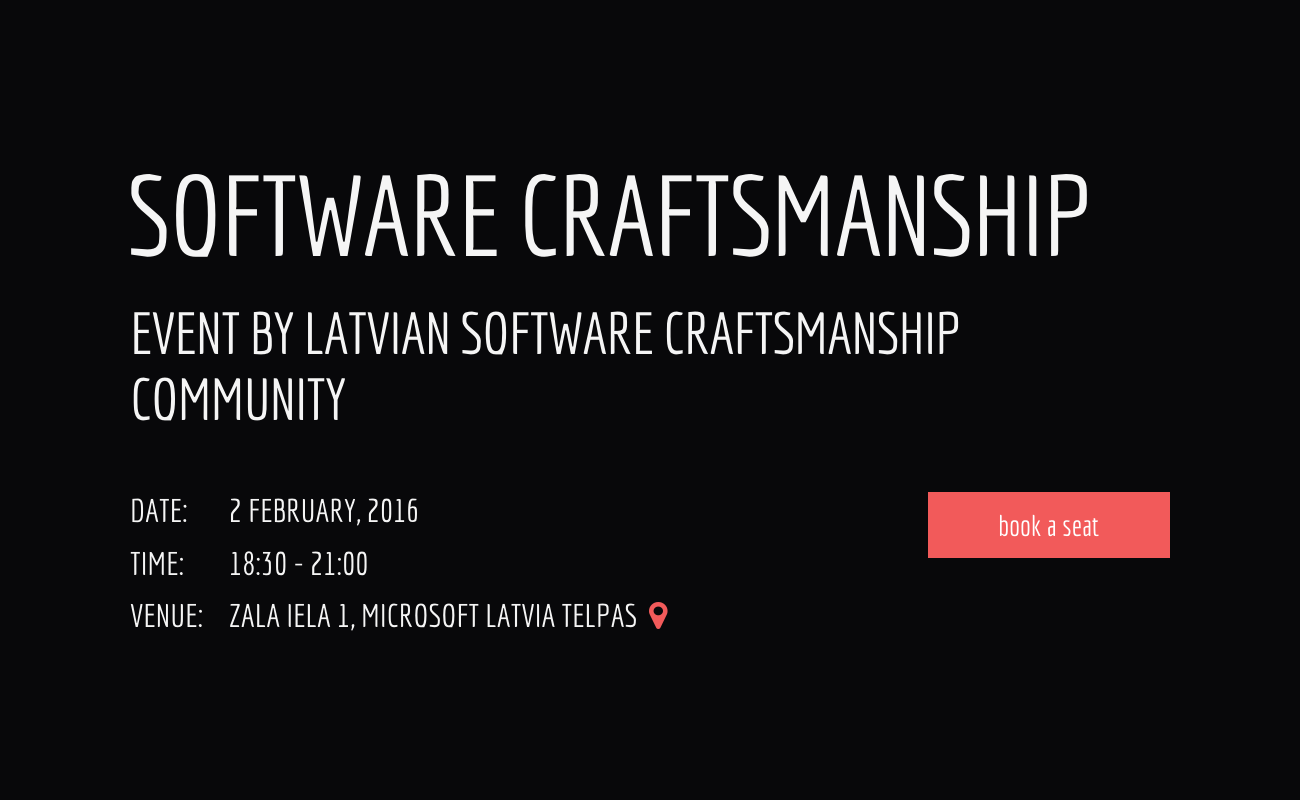 SOFTWARE CRAFTSMANSHIP
EVENT BY LATVIAN SOFTWARE CRAFTSMANSHIP
COMMUNITY
DATE: 2 FEBRUARY, 2016
book a seat
TIME: 18:30 - 21:00
VENUE: ZALA IELA 1, MICROSOFT LATVIA TELPAS